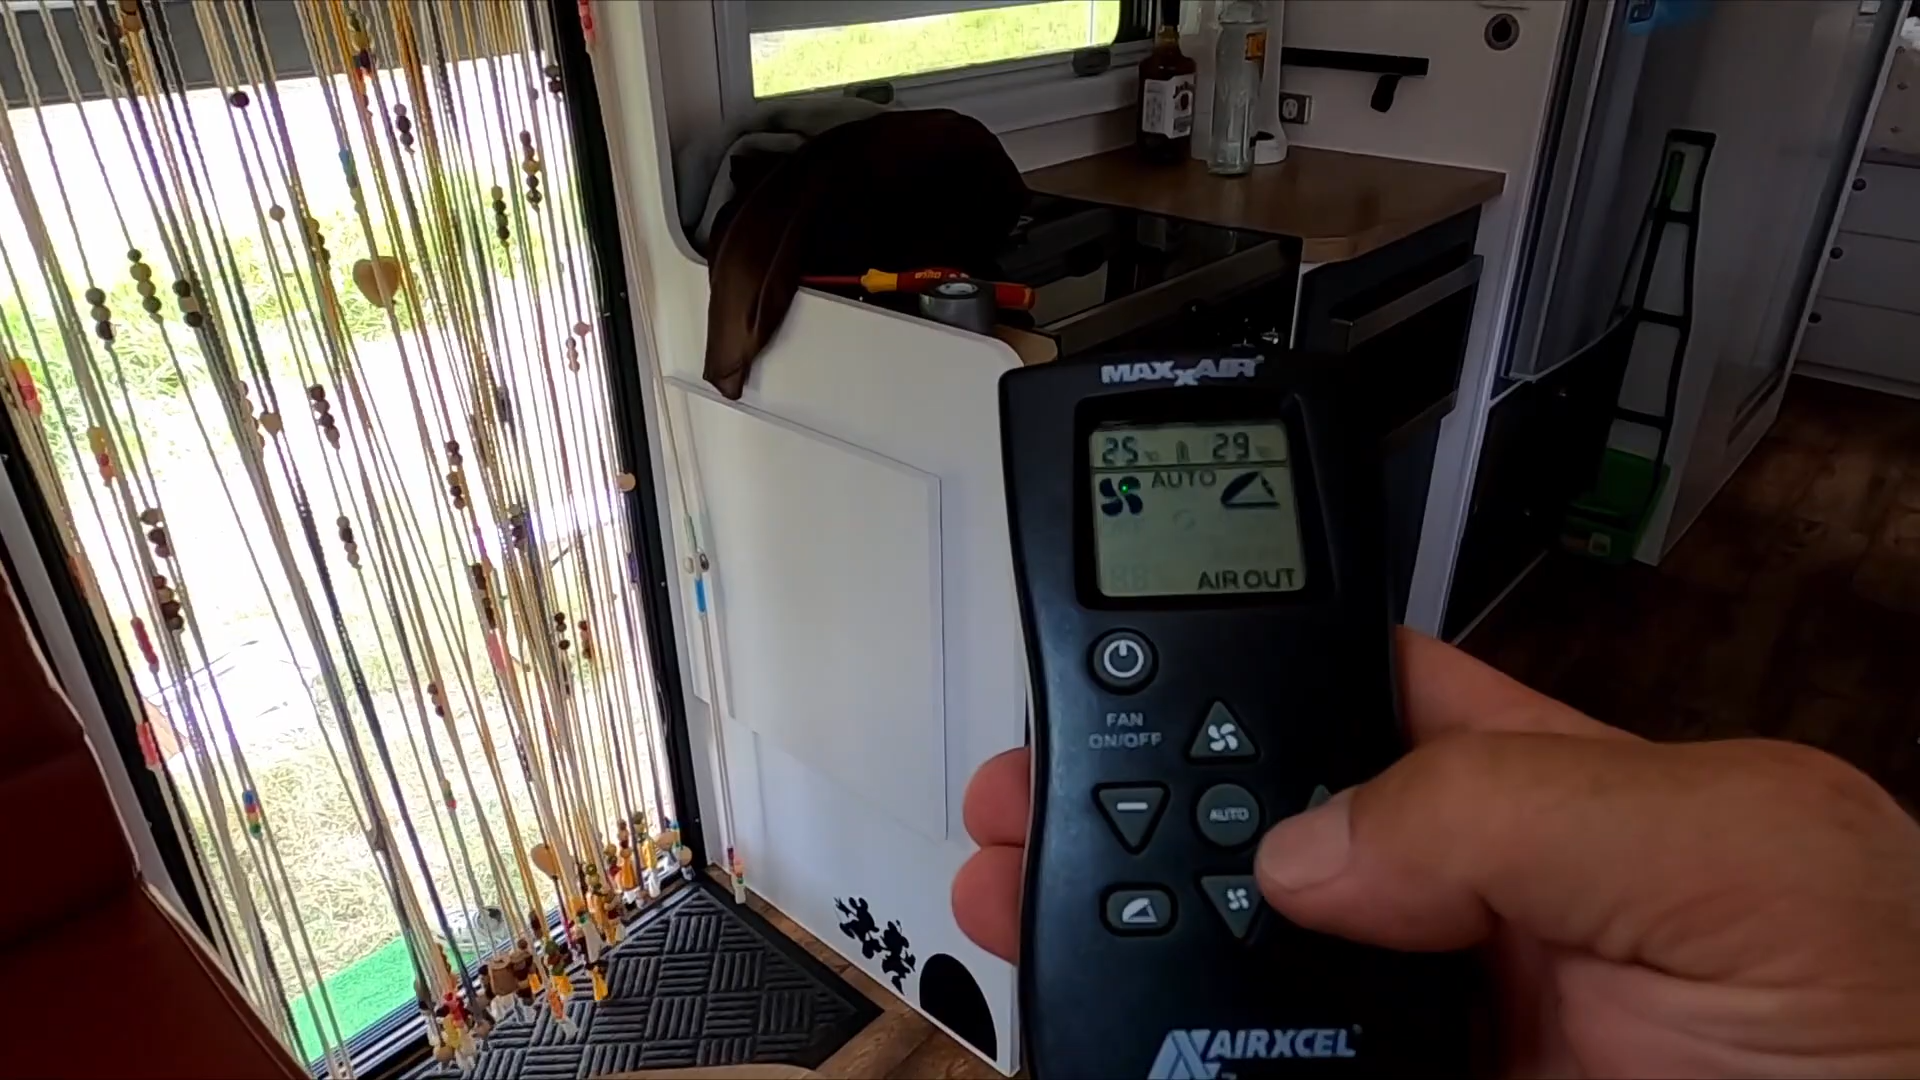 MAXXAIR
25 °C 29 °C
AUTO
AIR OUT
FAN
ON/OFF
AUTO
AIRXCEL